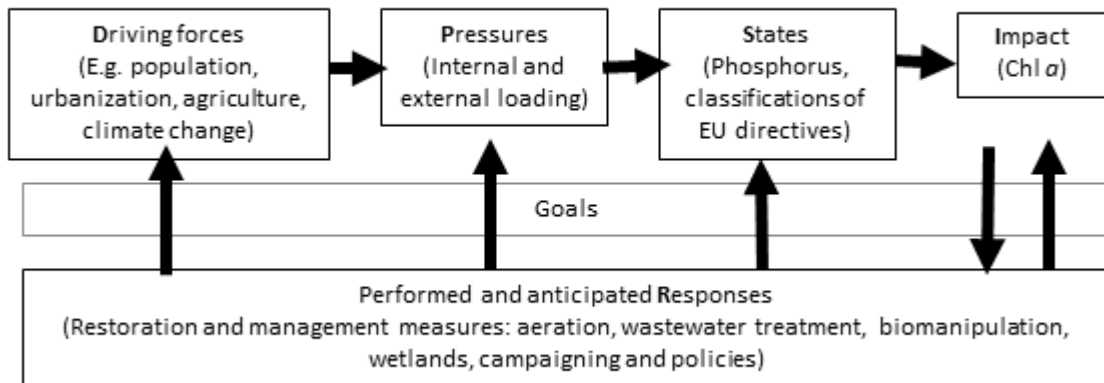 Driving forces
(E.g. population,
urbanization, agriculture,
climate change)
Pressures
(Internal and
external loading)
States
(Phosphorus,
classifications of
EU directives)
Impact
(Chl a)
Goals
Performed and anticipated Responses
(Restoration and management measures: aeration, wastewater treatment, biomanipulation,
wetlands, campaigning and policies)